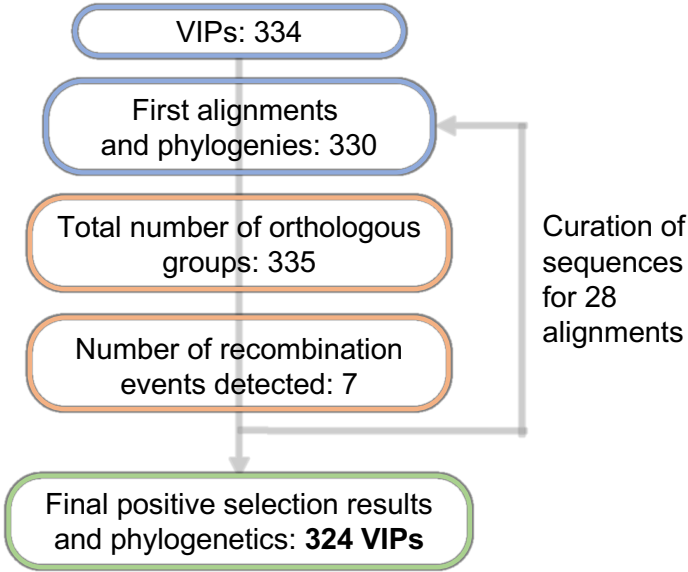 VIPs: 334
First alignments
and phylogenies: 330
Total number of orthologous
groups: 335
Number of recombination
events detected: 7
Curation of
sequences
for 28
alignments
Final positive selection results
and phylogenetics: 324 VIPs